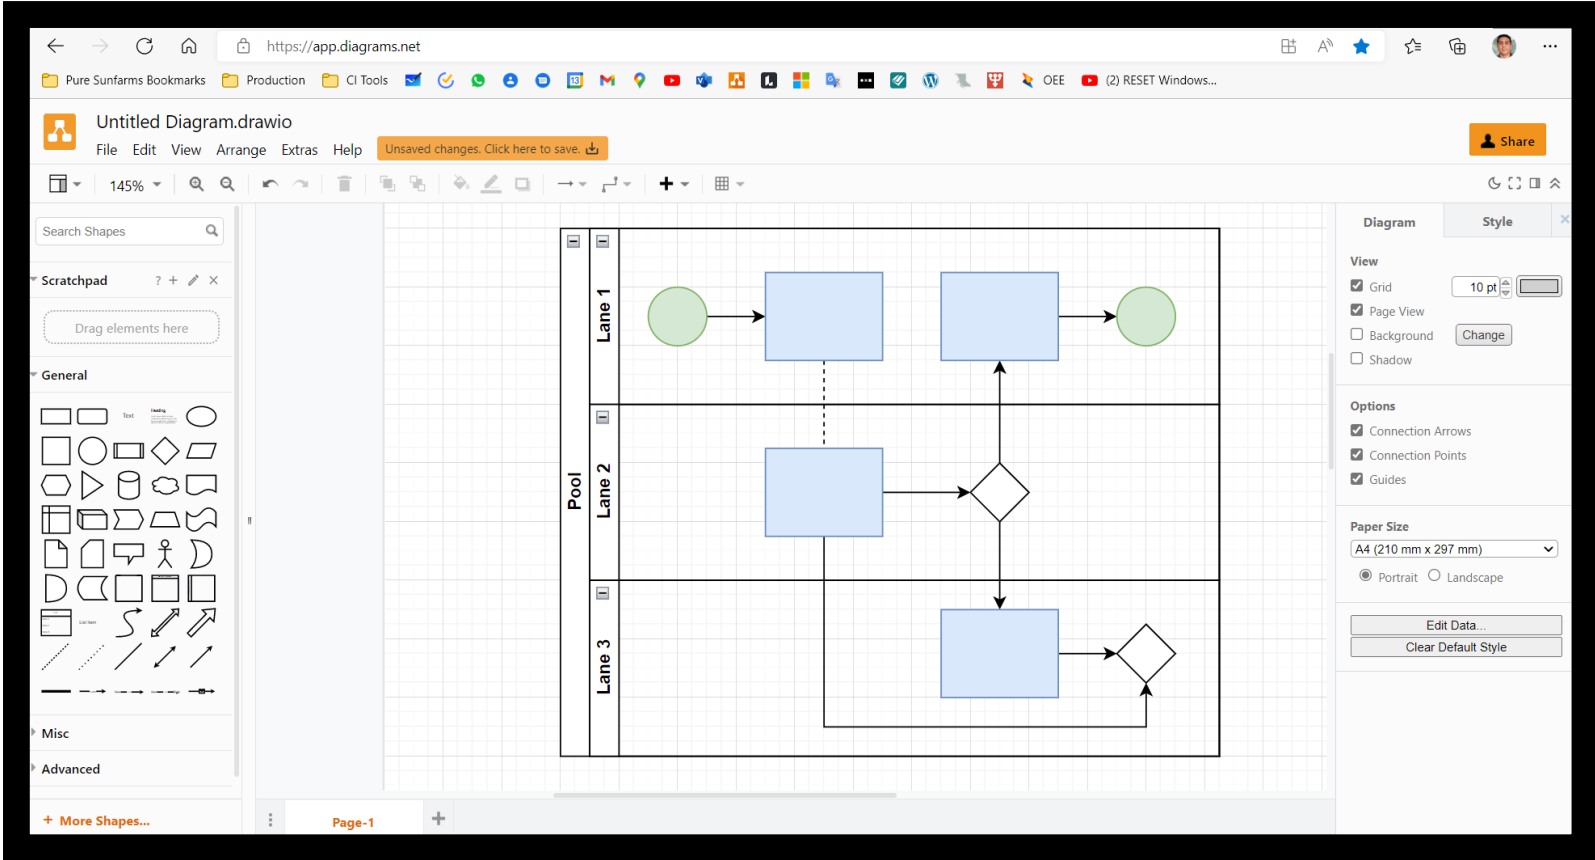 https://app.diagrams.net
Pure Sunfarms Bookmarks
Production
CI Tools
13
OEE
(2) RESET Windows...
Untitled Diagram.drawio
File Edit View Arrange Extras Help
Unsaved changes. Click here to save.
Share
145%
Search Shapes
Scratchpad
?
Drag elements here
General
Text
Heading
List Item
Misc
Advanced
+ More Shapes...
Pool
Lane 1
Lane 2
Lane 3
Page-1
Diagram
Style
View
Grid
10 pt
Page View
Background
Change
Shadow
Options
Connection Arrows
Connection Points
Guides
Paper Size
A4 (210 mm x 297 mm)
Portrait
Landscape
Edit Data...
Clear Default Style